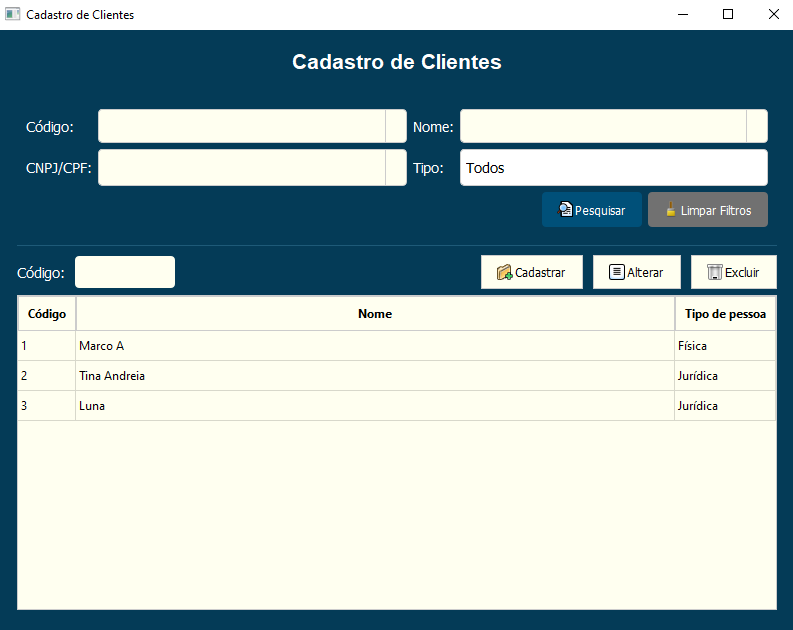 Cadastro de Clientes
Cadastro de Clientes
Código: Nome:
CNPJ/CPF: Tipo: Todos
Pesquisar Limpar Filtros
Código: Cadastrar Alterar Excluir
Código Nome Tipo de pessoa
1 Marco A Física
2 Tina Andreia Jurídica
3 Luna Jurídica